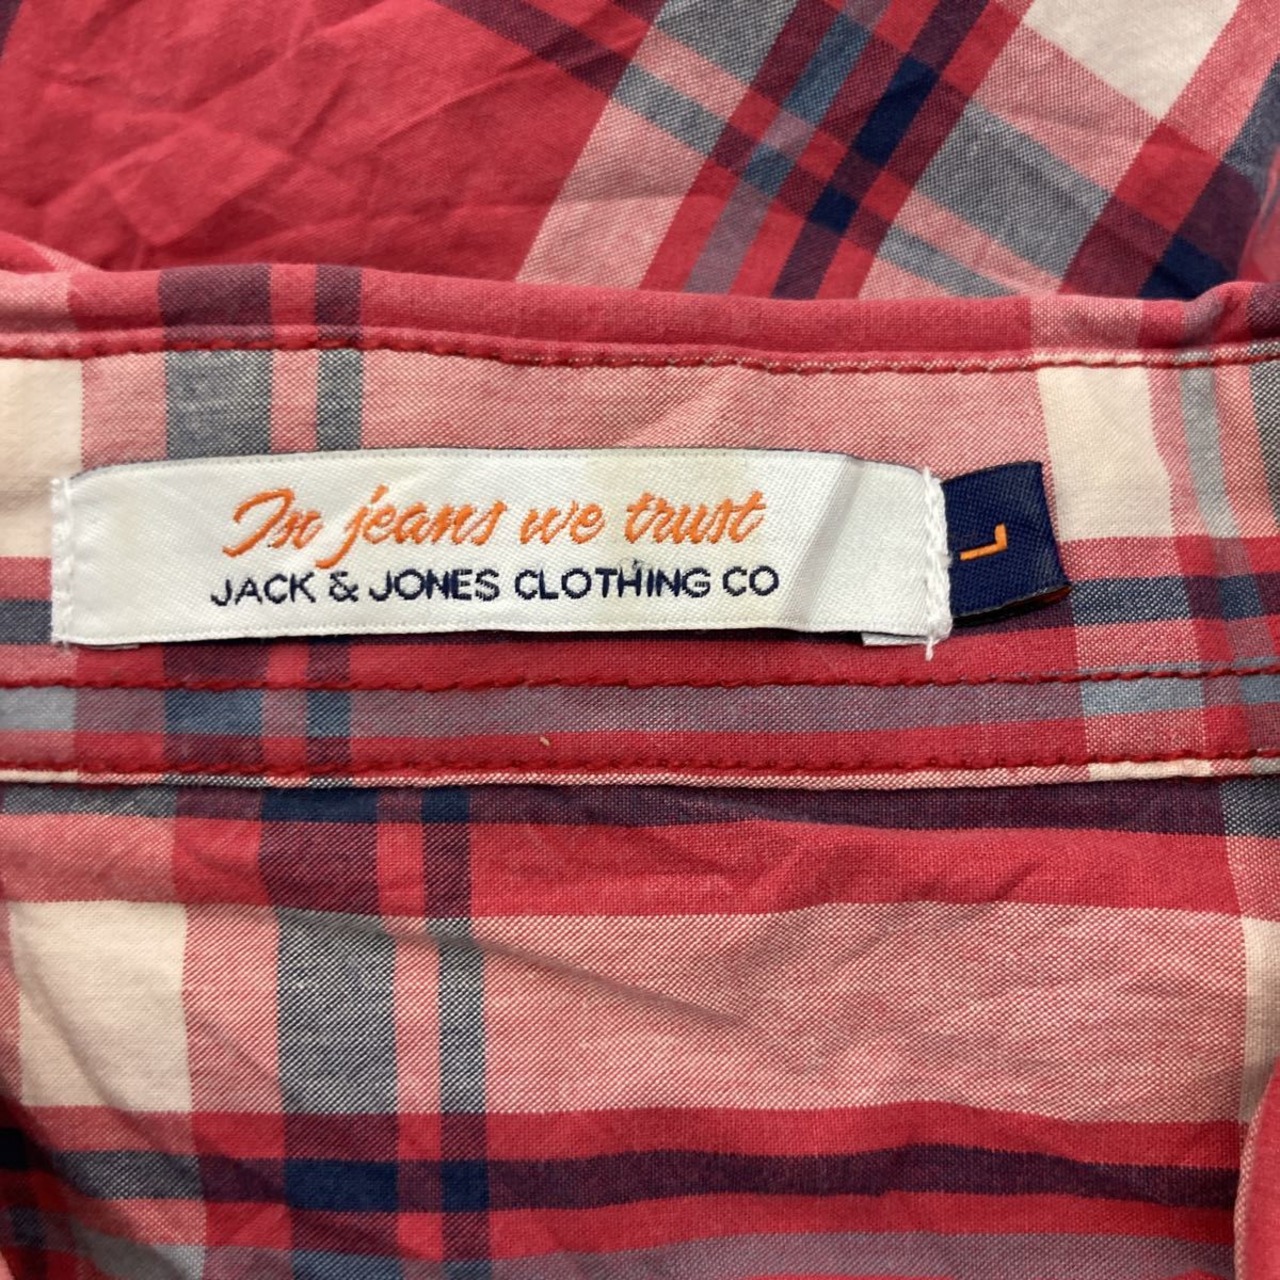 In jeans we trust
JACK & JONES CLOTHING CO
L